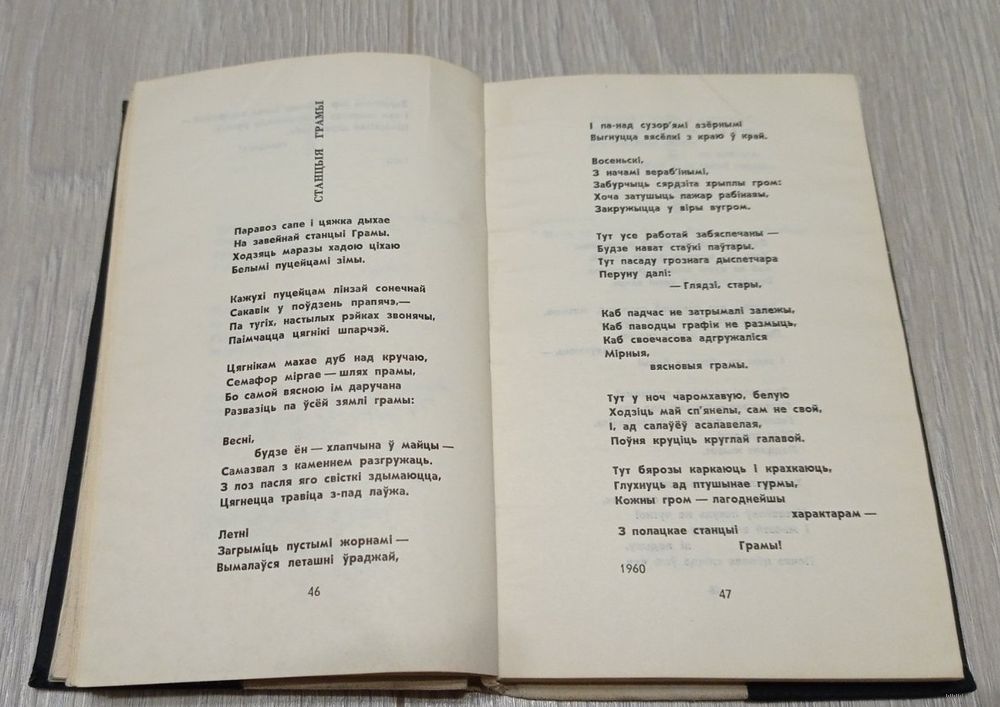 СТАНЦЫЯ ГРАМЫ
Паравоз сапе і цяжка дыхае
На завейнай станцыі Грамы.
Ходзяць маразы хадою ціхаю
Белымі пуцейцамі зімы.
Кажухі пуцейцам лінзай сонечнай
Сакавік у поўдзень прапячэ,—
Па тугіх, настылых рэйках звонячы,
Паімчацца цягнікі шпарчэй.
Цягнікам махае дуб над кручаю,
Семафор міргае — шлях прамы,
Бо самой вясною ім даручана
Развазіць па ўсёй зямлі грамы:
Весні,
будзе ён — хлапчына ў майцы —
Самазвал з каменнем разгружаць.
З лоз пасля яго свісткі здымаюцца,
Цягнецца травіца з-пад лаўжа.
Летні
Загрыміць пустымі жорнамі —
Вымалаўся леташні ўраджай,
46
І па-над сузор'ямі азёрнымі
Выгнуцца вясёлкі з краю ў край.
Восеньскі,
З начамі вераб'інымі,
Забурчыць сярдзіта хрыплы гром:
Хоча затушыць пажар рабінавы,
Закружыцца у віры вугром.
Тут усе работай забяспечаны —
Будзе нават стаўкі паўтары.
Тут пасаду грознага дыспетчара
Перуну далі:
— Глядзі, стары,
Каб падчас не затрымалі залежы,
Каб паводцы графік не размыць,
Каб своечасова адгружаліся
Мірныя,
вясновыя грамы.
Тут у ноч чаромхавую, белую
Ходзіць май сп'янелы, сам не свой,
І, ад салаўёў асалавелая,
Поўня круціць круглай галавой.
Тут бярозы каркаюць і крахкаюць,
Глухнуць ад птушынае гурмы,
Кожны гром — лагоднейшы
характарам —
З полацкае станцыі
Грамы!
1960
47